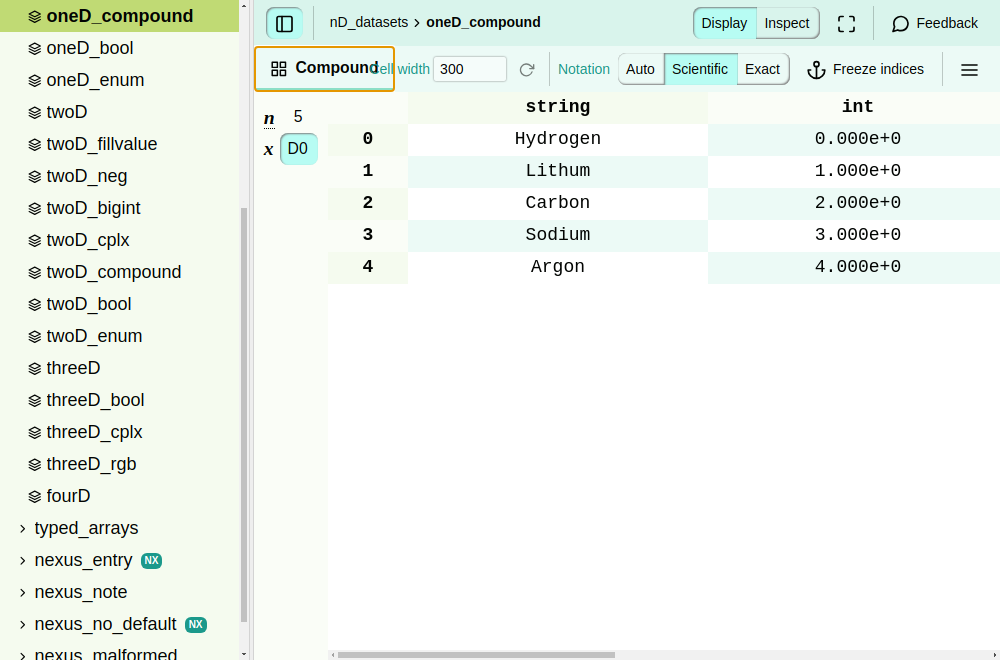 oneD_compound
oneD_bool
oneD_enum
twoD
twoD_fillvalue
twoD_neg
twoD_bigint
twoD_cplx
twoD_compound
twoD_bool
twoD_enum
threeD
threeD_bool
threeD_cplx
threeD_rgb
fourD
typed_arrays
nexus_entry NX
nexus_note
nexus_no_default NX
nexus_malformed
nD_datasets > oneD_compound Display Inspect Feedback
Compound Cell width 300 Notation Auto Scientific Exact Freeze indices
n 5
x D0
string int
0 Hydrogen 0.000e+0
1 Lithum 1.000e+0
2 Carbon 2.000e+0
3 Sodium 3.000e+0
4 Argon 4.000e+0